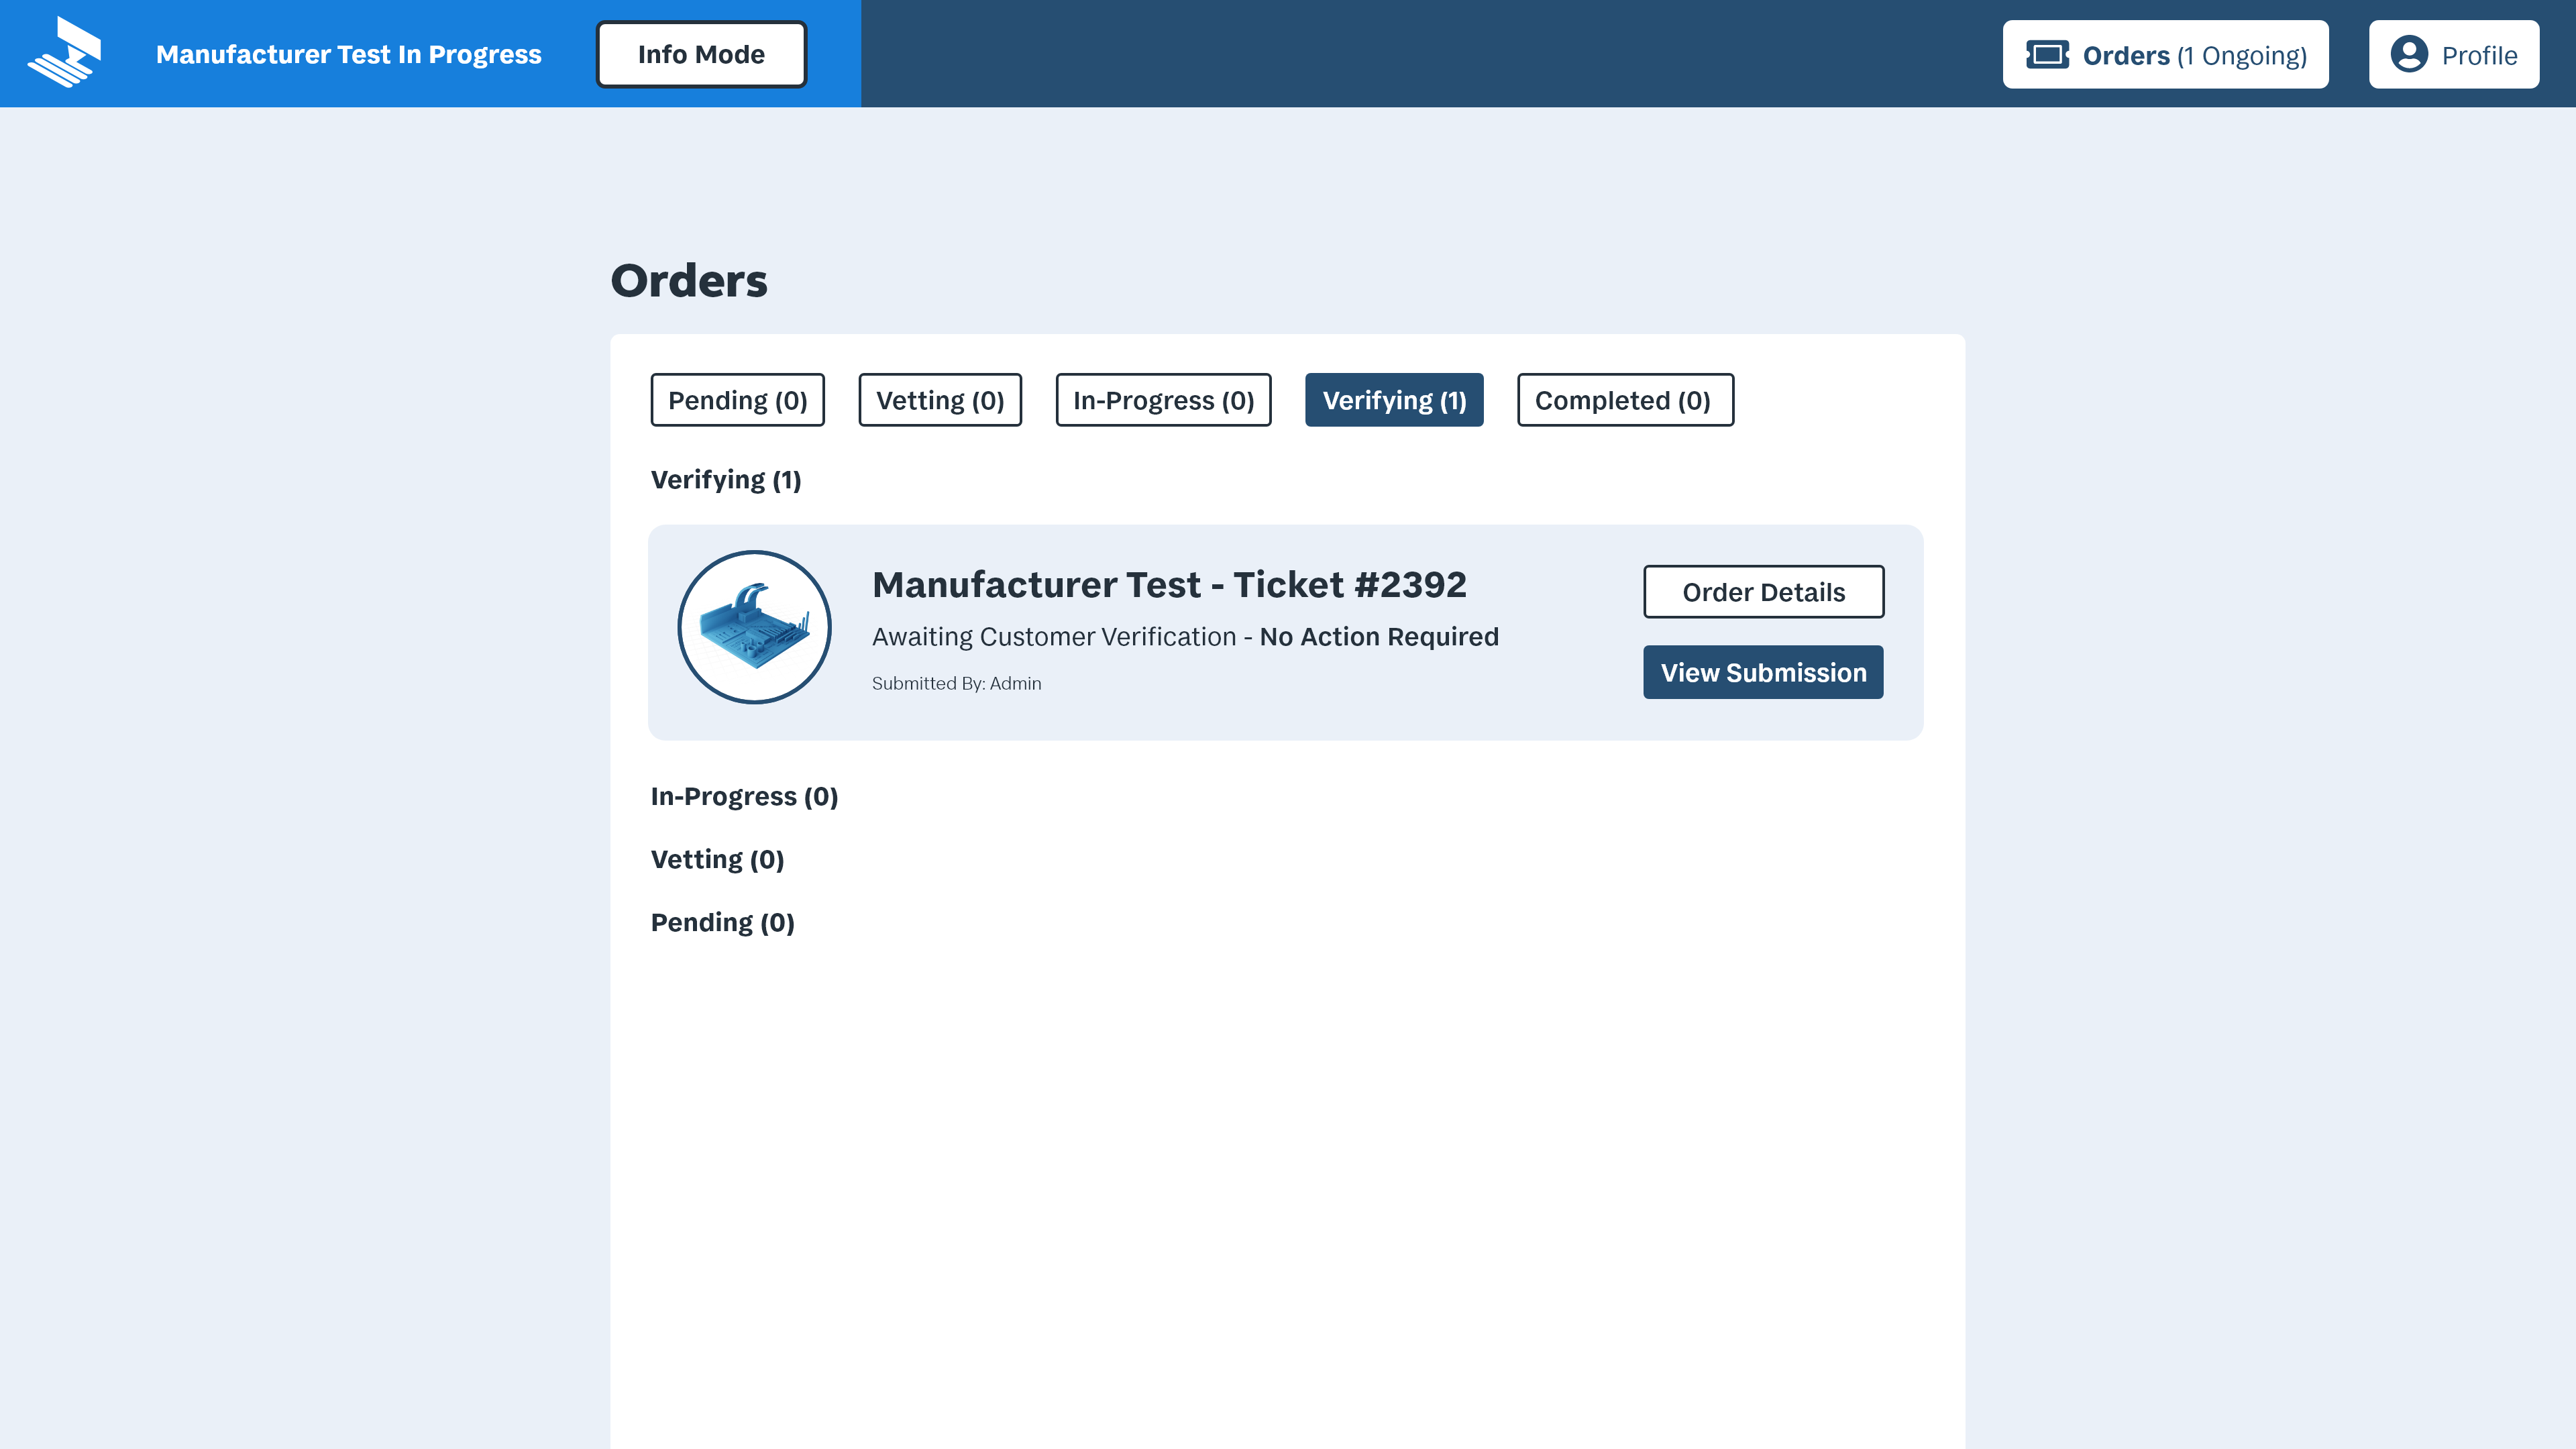 Manufacturer Test In Progress
Info Mode
Orders (1 Ongoing)
Profile
Orders
Pending (0)
Vetting (0)
In-Progress (0)
Verifying (1)
Completed (0)
Verifying (1)
Manufacturer Test - Ticket #2392
Awaiting Customer Verification - No Action Required
Submitted By: Admin
Order Details
View Submission
In-Progress (0)
Vetting (0)
Pending (0)